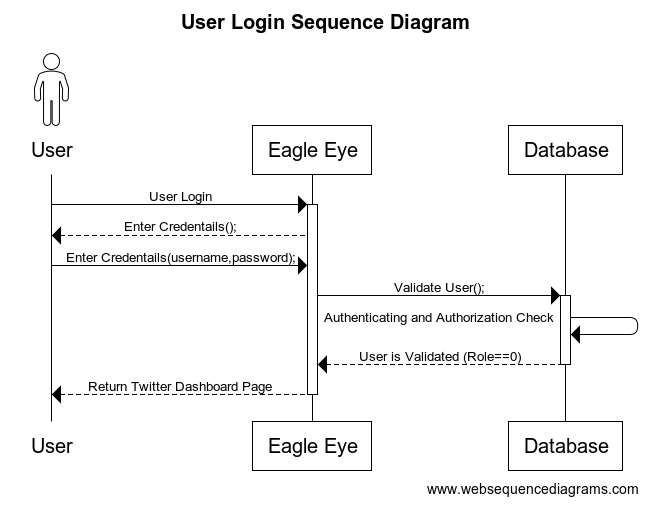 User Login Sequence Diagram
User
Eagle Eye
Database
User Login
Enter Credentails();
Enter Credentails(username,password);
Validate User();
Authenticating and Authorization Check
User is Validated (Role==0)
Return Twitter Dashboard Page
User
Eagle Eye
Database
www.websequencediagrams.com